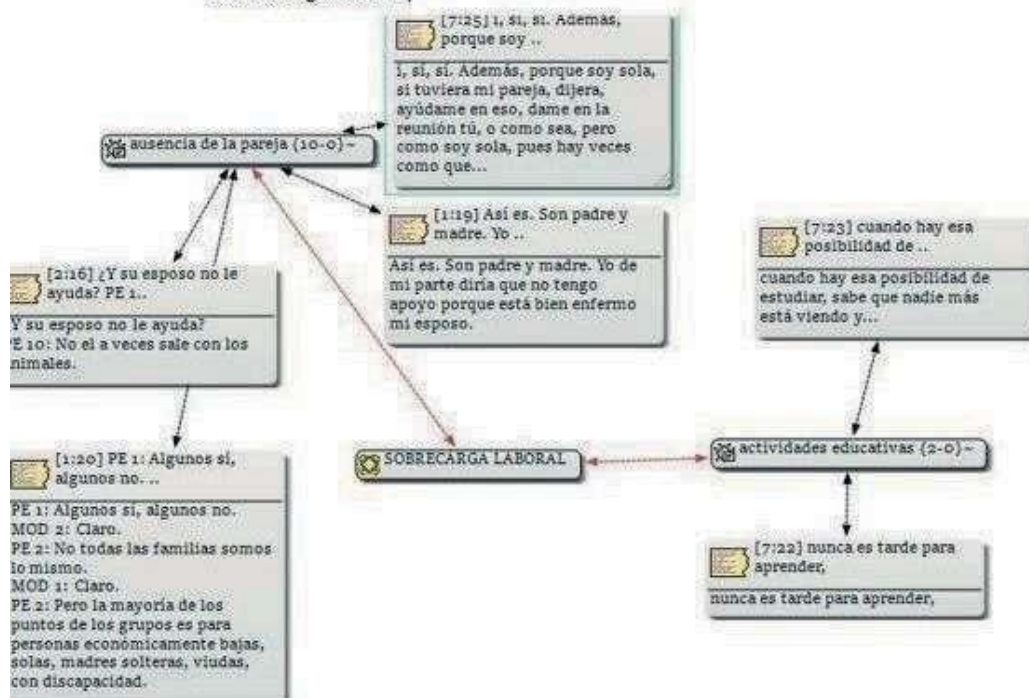 [7:25] i, si, si. Además,
porque soy ..
i, sí, sí. Además, porque soy sola,
si tuviera mi pareja, dijera,
ayúdame en eso, dame en la
reunión tú, o como sea, pero
como soy sola, pues hay veces
como que...
ausencia de la pareja {10-0}~
[1:19] Así es. Son padre y
madre. Yo ..
Así es. Son padre y madre. Yo de
mi parte diría que no tengo
apoyo porque está bien enfermo
mi esposo.
[7:23] cuando hay esa
posibilidad de ..
cuando hay esa posibilidad de
estudiar, sabe que nadie más
está viendo y...
[2:16] ¿Y su esposo no le
ayuda? PE 1..
Y su esposo no le ayuda?
E 10: No el a veces sale con los
nimales.
SOBRECARGA LABORAL
actividades educativas {2-0}~
[1:20] PE 1: Algunos sí,
algunos no. ..
PE 1: Algunos si, algunos no.
MOD 2: Claro.
PE 2: No todas las familias somos
lo mismo.
MOD 1: Claro.
PE 2: Pero la mayoría de los
puntos de los grupos es para
personas económicamente bajas,
solas, madres solteras, viudas,
con discapacidad.
[7:22] nunca es tarde para
aprender,
nunca es tarde para aprender,